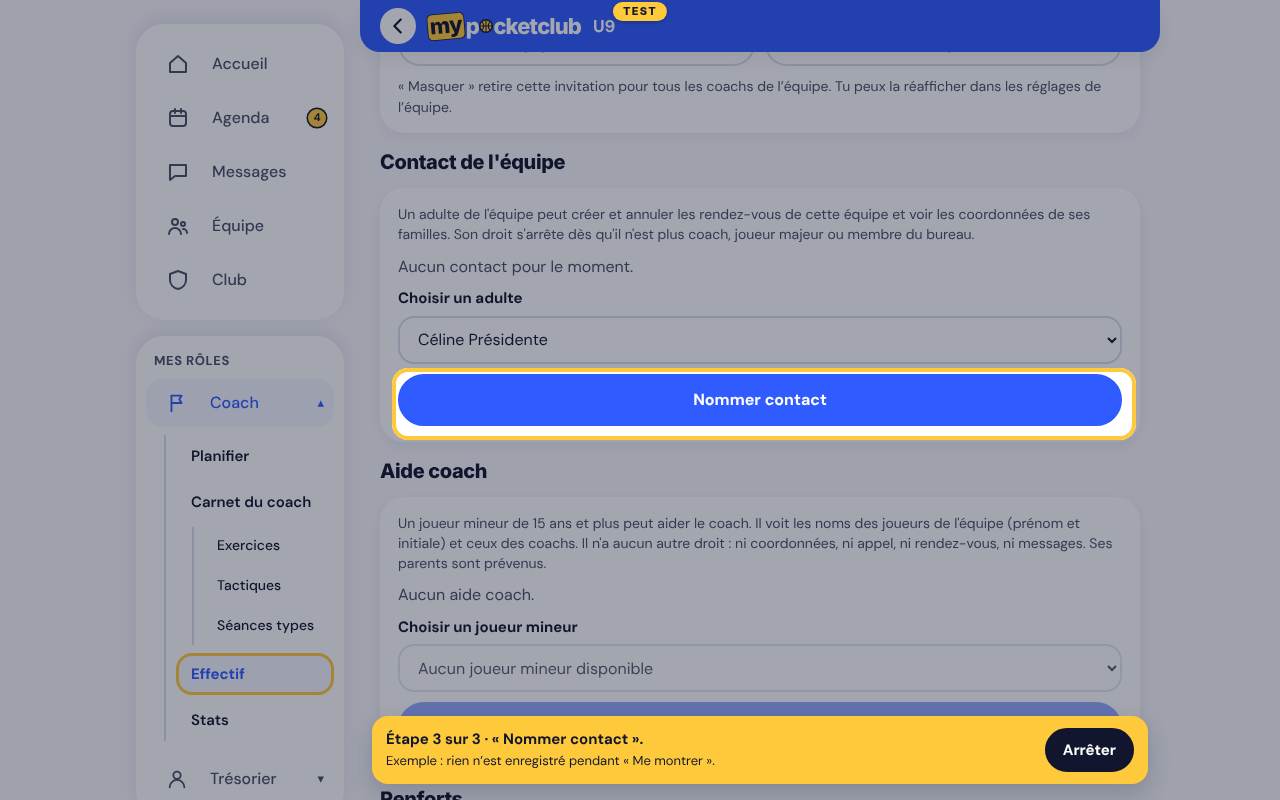 Accueil
Agenda
4
Messages
Équipe
Club
MES RÔLES
Coach
Planifier
Carnet du coach
Exercices
Tactiques
Séances types
Effectif
Stats
Trésorier
mypocketclub U9
TEST
« Masquer » retire cette invitation pour tous les coachs de l’équipe. Tu peux la réafficher dans les réglages de
l’équipe.
Contact de l'équipe
Un adulte de l'équipe peut créer et annuler les rendez-vous de cette équipe et voir les coordonnées de ses
familles. Son droit s'arrête dès qu'il n'est plus coach, joueur majeur ou membre du bureau.
Aucun contact pour le moment.
Choisir un adulte
Céline Présidente
Nommer contact
Aide coach
Un joueur mineur de 15 ans et plus peut aider le coach. Il voit les noms des joueurs de l'équipe (prénom et
initiale) et ceux des coachs. Il n'a aucun autre droit : ni coordonnées, ni appel, ni rendez-vous, ni messages. Ses
parents sont prévenus.
Aucun aide coach.
Choisir un joueur mineur
Aucun joueur mineur disponible
Étape 3 sur 3 · « Nommer contact ».
Exemple : rien n’est enregistré pendant « Me montrer ».
Arrêter
Renforts